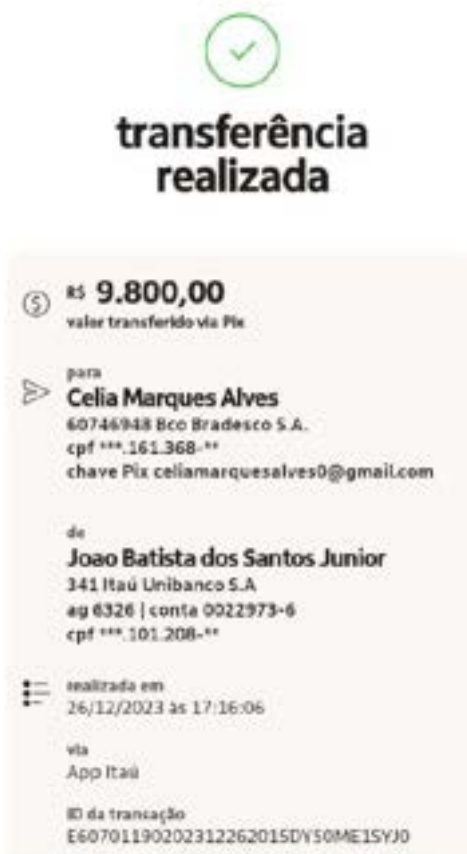 transferência
realizada
R$ 9.800,00
valor transferido via Pix
para
Celia Marques Alves
60746948 Bco Bradesco S.A.
cpf ***.161.368-**
chave Pix celiamarquesalves0@gmail.com
de
Joao Batista dos Santos Junior
341 Itaú Unibanco S.A
ag 6326 | conta 0022973-6
cpf ***.101.208-**
realizada em
26/12/2023 às 17:16:06
via
App Itaú
ID da transação
E60701190202312262015DY50ME1SYJ0